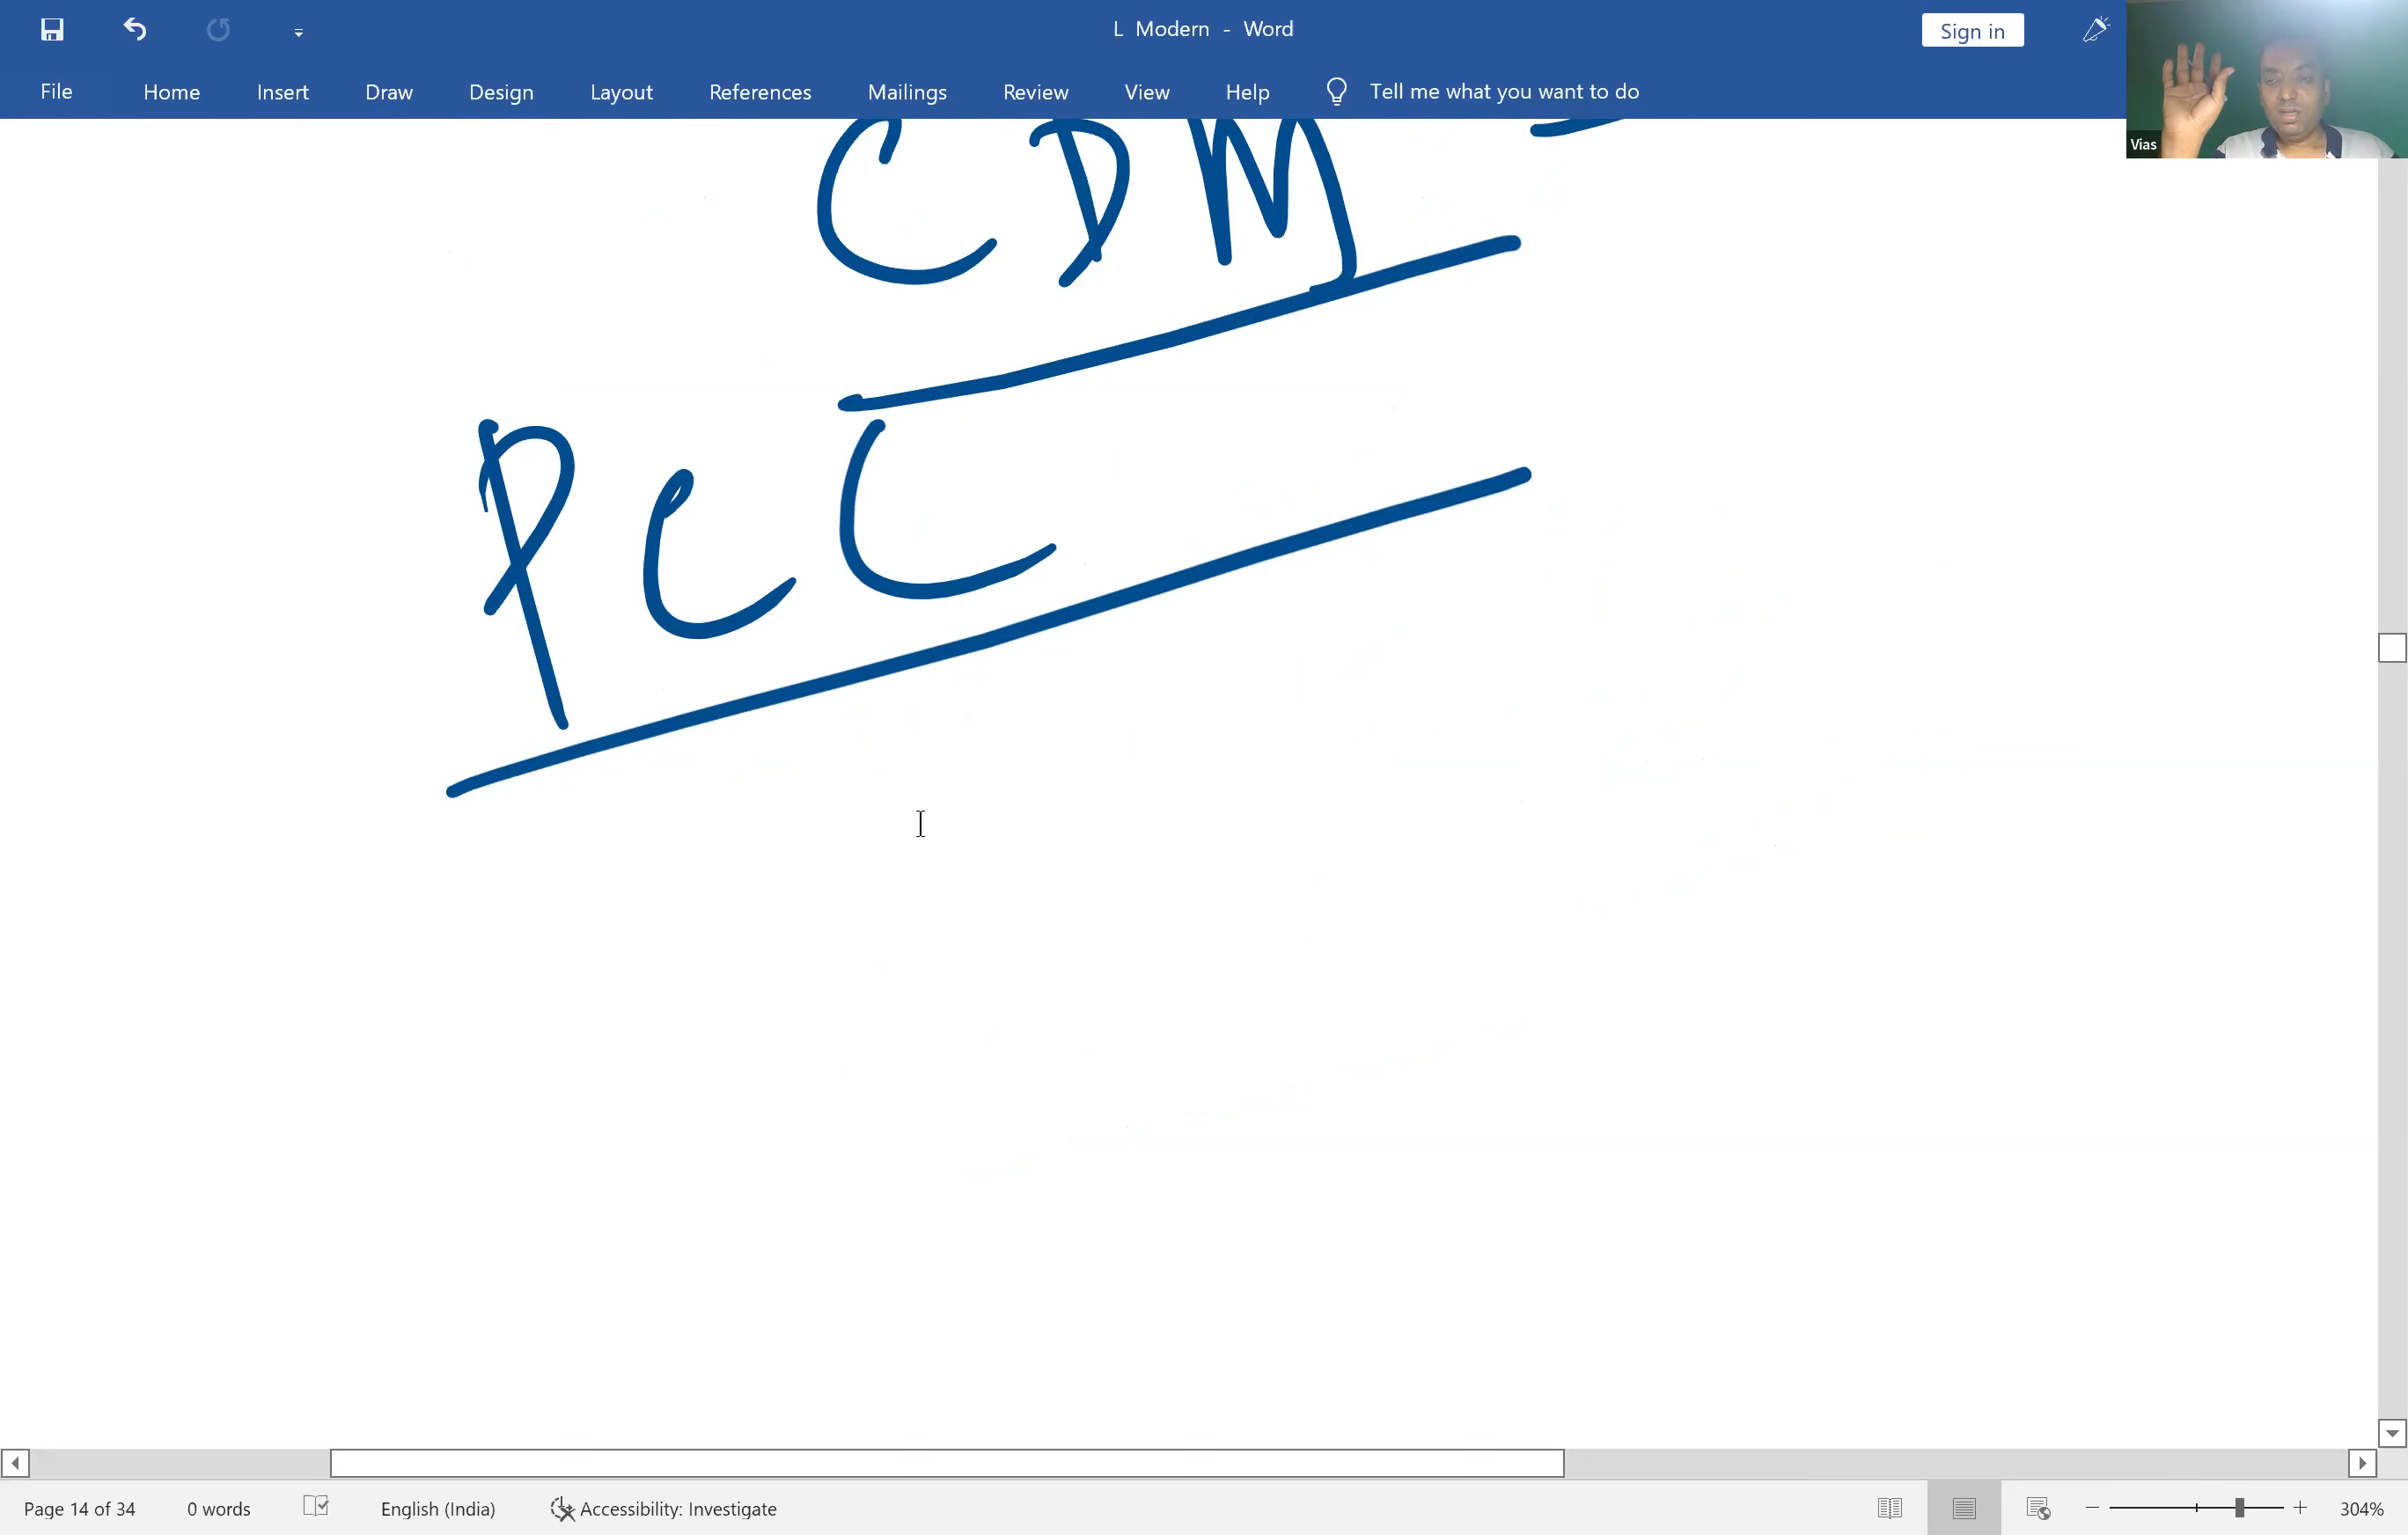 L Modern - Word
Sign in
File Home Insert Draw Design Layout References Mailings Review View Help Tell me what you want to do
Vias
CDM
PCC
Page 14 of 34 0 words English (India) Accessibility: Investigate 304%